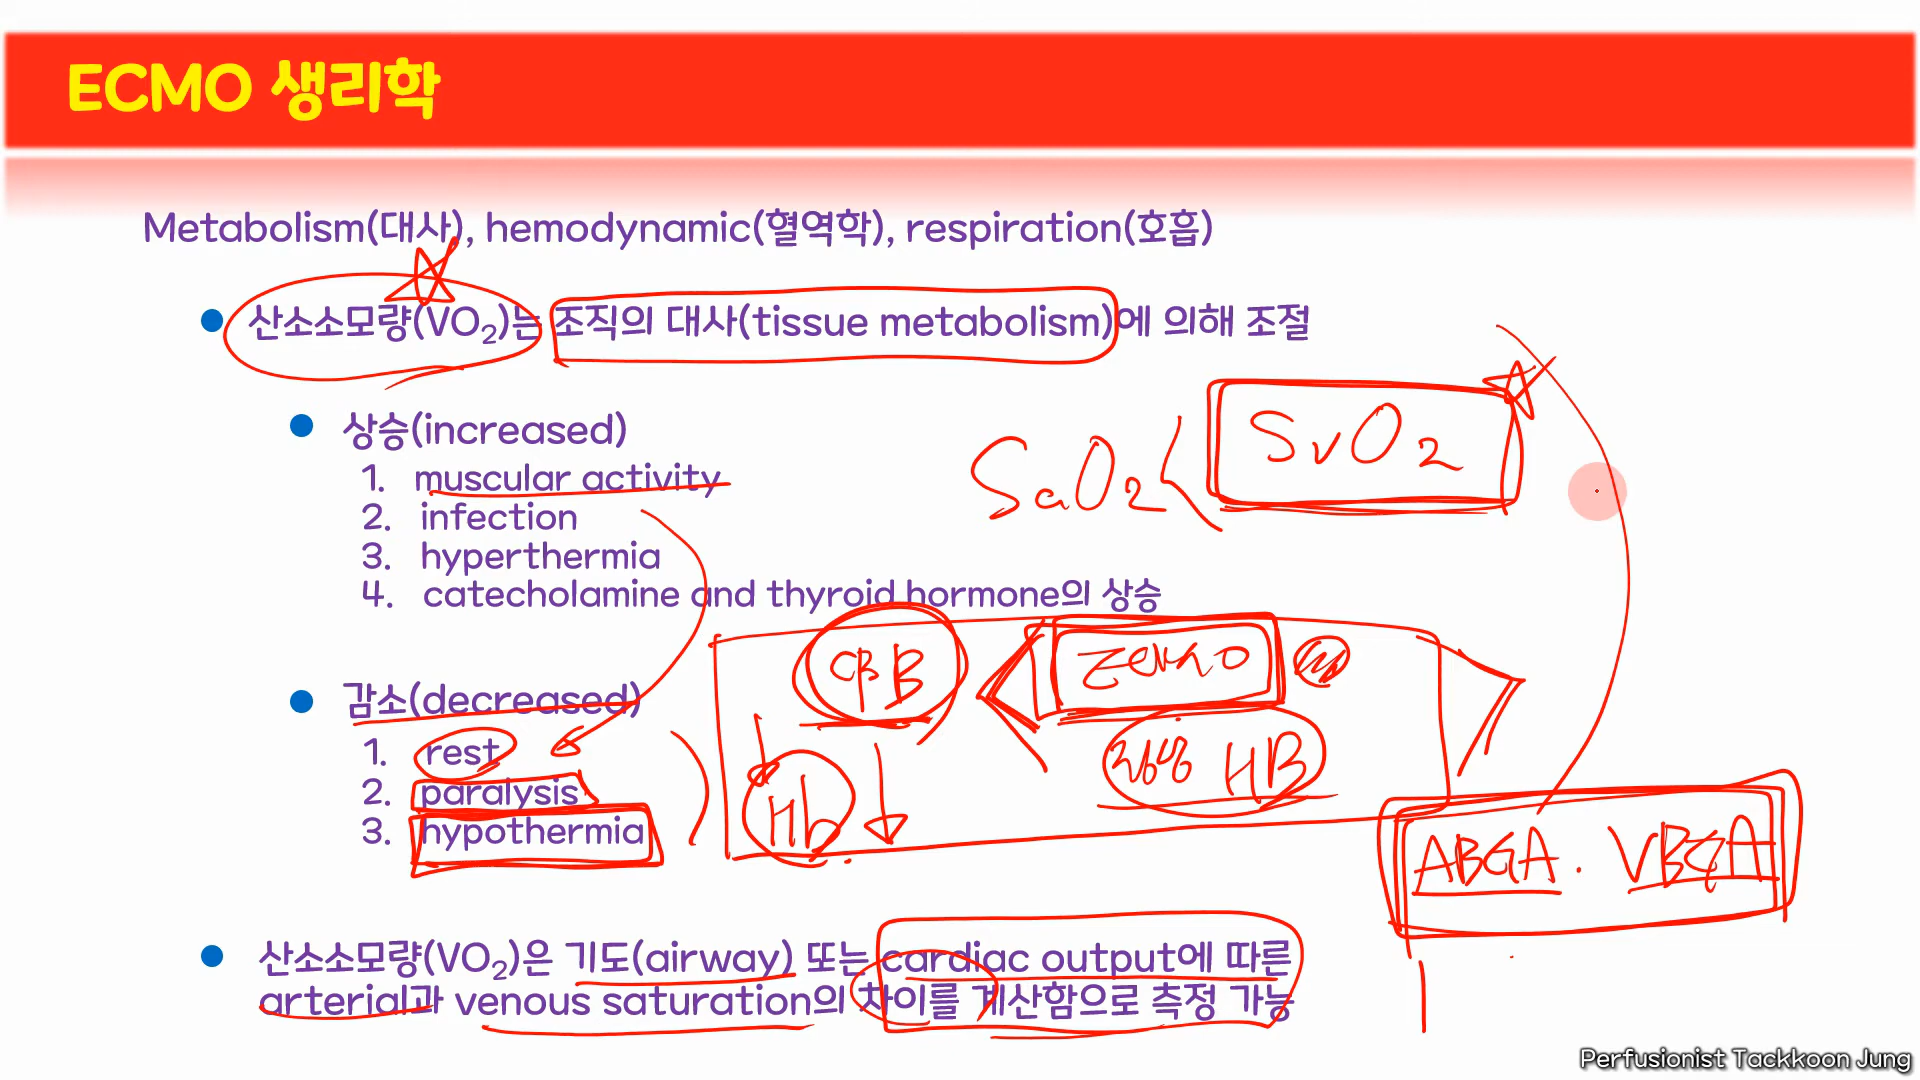 ECMO 생리학
Metabolism(대사), hemodynamic(혈역학), respiration(호흡)
산소소모량(VO₂)는 조직의 대사(tissue metabolism)에 의해 조절
상승(increased)
1. muscular activity
2. infection
3. hyperthermia
4. catecholamine and thyroid hormone의 상승
SaO₂
SvO₂
감소(decreased)
1. rest
2. paralysis
3. hypothermia
Hb
HB
ABGA . VBGA
산소소모량(VO₂)은 기도(airway) 또는 cardiac output에 따른
arterial과 venous saturation의 차이를 계산함으로 측정 가능
Perfusionist Tackkoon Jung